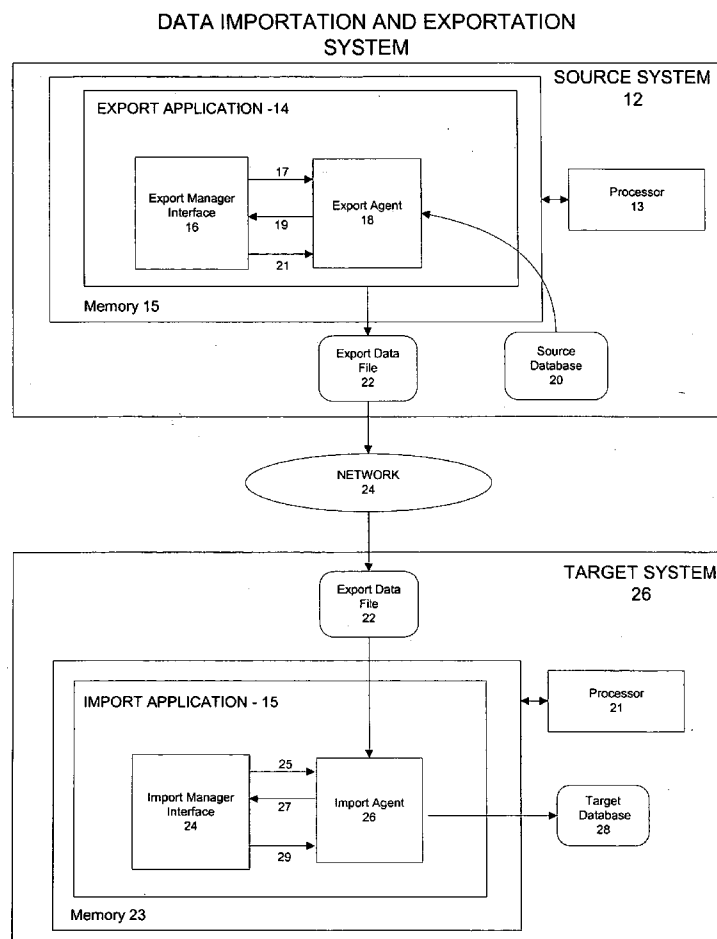 DATA IMPORTATION AND EXPORTATION
SYSTEM
SOURCE SYSTEM
12
EXPORT APPLICATION -14
Export Manager
Interface
16
17
19
21
Export Agent
18
Processor
13
Memory 15
Export Data
File
22
Source
Database
20
NETWORK
24
TARGET SYSTEM
26
Export Data
File
22
IMPORT APPLICATION - 15
Processor
21
Import Manager
Interface
24
25
27
29
Import Agent
26
Target
Database
28
Memory 23